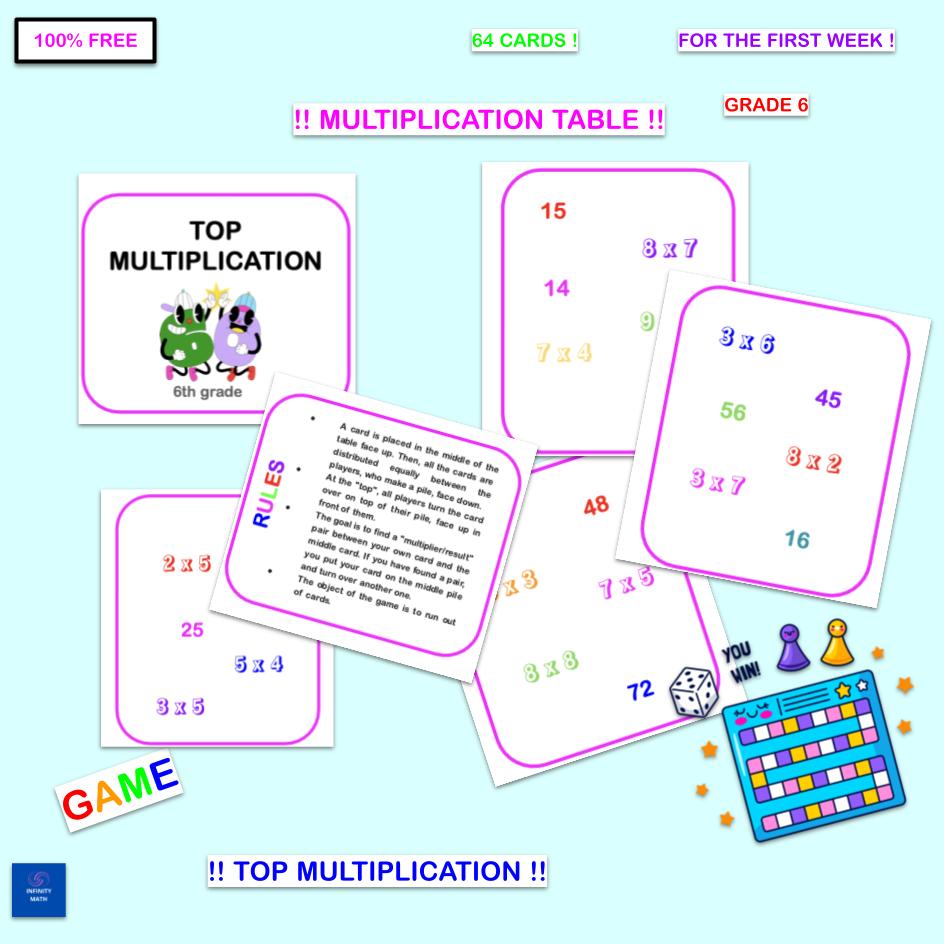 100% FREE
64 CARDS !
FOR THE FIRST WEEK !
GRADE 6
!! MULTIPLICATION TABLE !!
TOP
MULTIPLICATION
6th grade
15
8 x 7
14
9
7 x 4
3 x 6
45
56
8 x 2
3 x 7
16
RULES
A card is placed in the middle of the
table face up. Then, all the cards are
distributed equally between the
players, who make a pile, face down.
At the "top", all players turn the card
over on top of their pile, face up in
front of them.
The goal is to find a "multiplier/result"
pair between your own card and the
middle card. If you have found a pair,
you put your card on the middle pile
and turn over another one.
The object of the game is to run out
of cards.
2 x 5
25
5 x 4
3 x 5
48
x 3
7 x 5
8 x 8
72
YOU
WIN!
GAME
!! TOP MULTIPLICATION !!
INFINITY
MATH